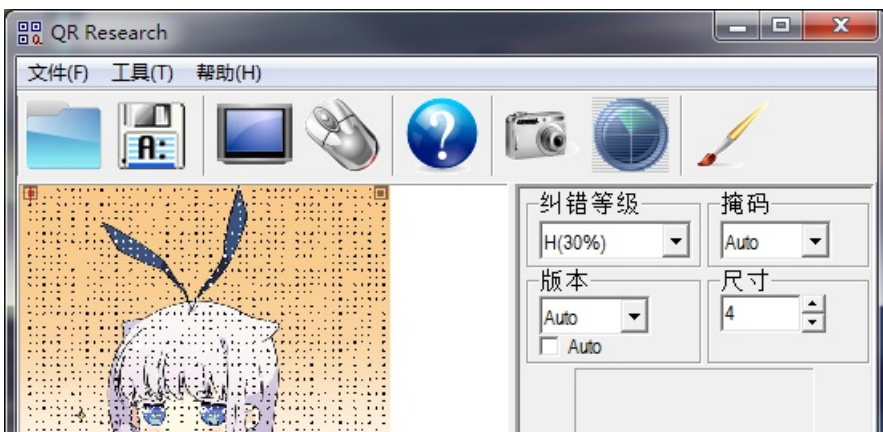 QR Research
文件(F) 工具(T) 帮助(H)
A:
纠错等级 掩码
H(30%) Auto
版本 尺寸
Auto 4
Auto